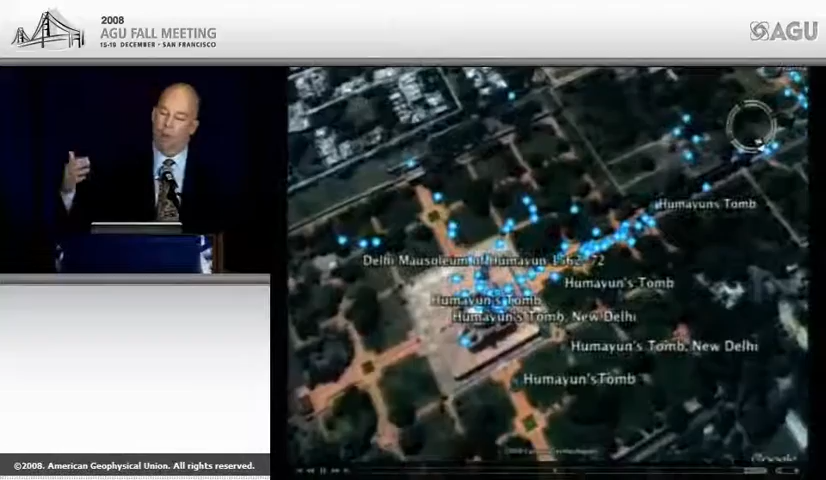 2008
AGU FALL MEETING
15-19 DECEMBER - SAN FRANCISCO
AGU
Humayuns Tomb
Delhi Mausoleum of Humayun 1562-72
Humayun's Tomb
Humayun's Tomb
Humayun's Tomb, New Delhi
Humayun's Tomb, New Delhi
Humayun's Tomb
Google
©2008. American Geophysical Union. All rights reserved.